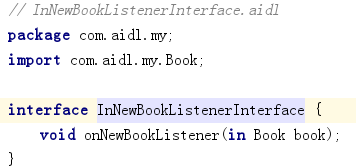 // InNewBookListenerInterface.aidl
package com.aidl.my;
import com.aidl.my.Book;
interface InNewBookListenerInterface {
void onNewBookListener(in Book book);
}